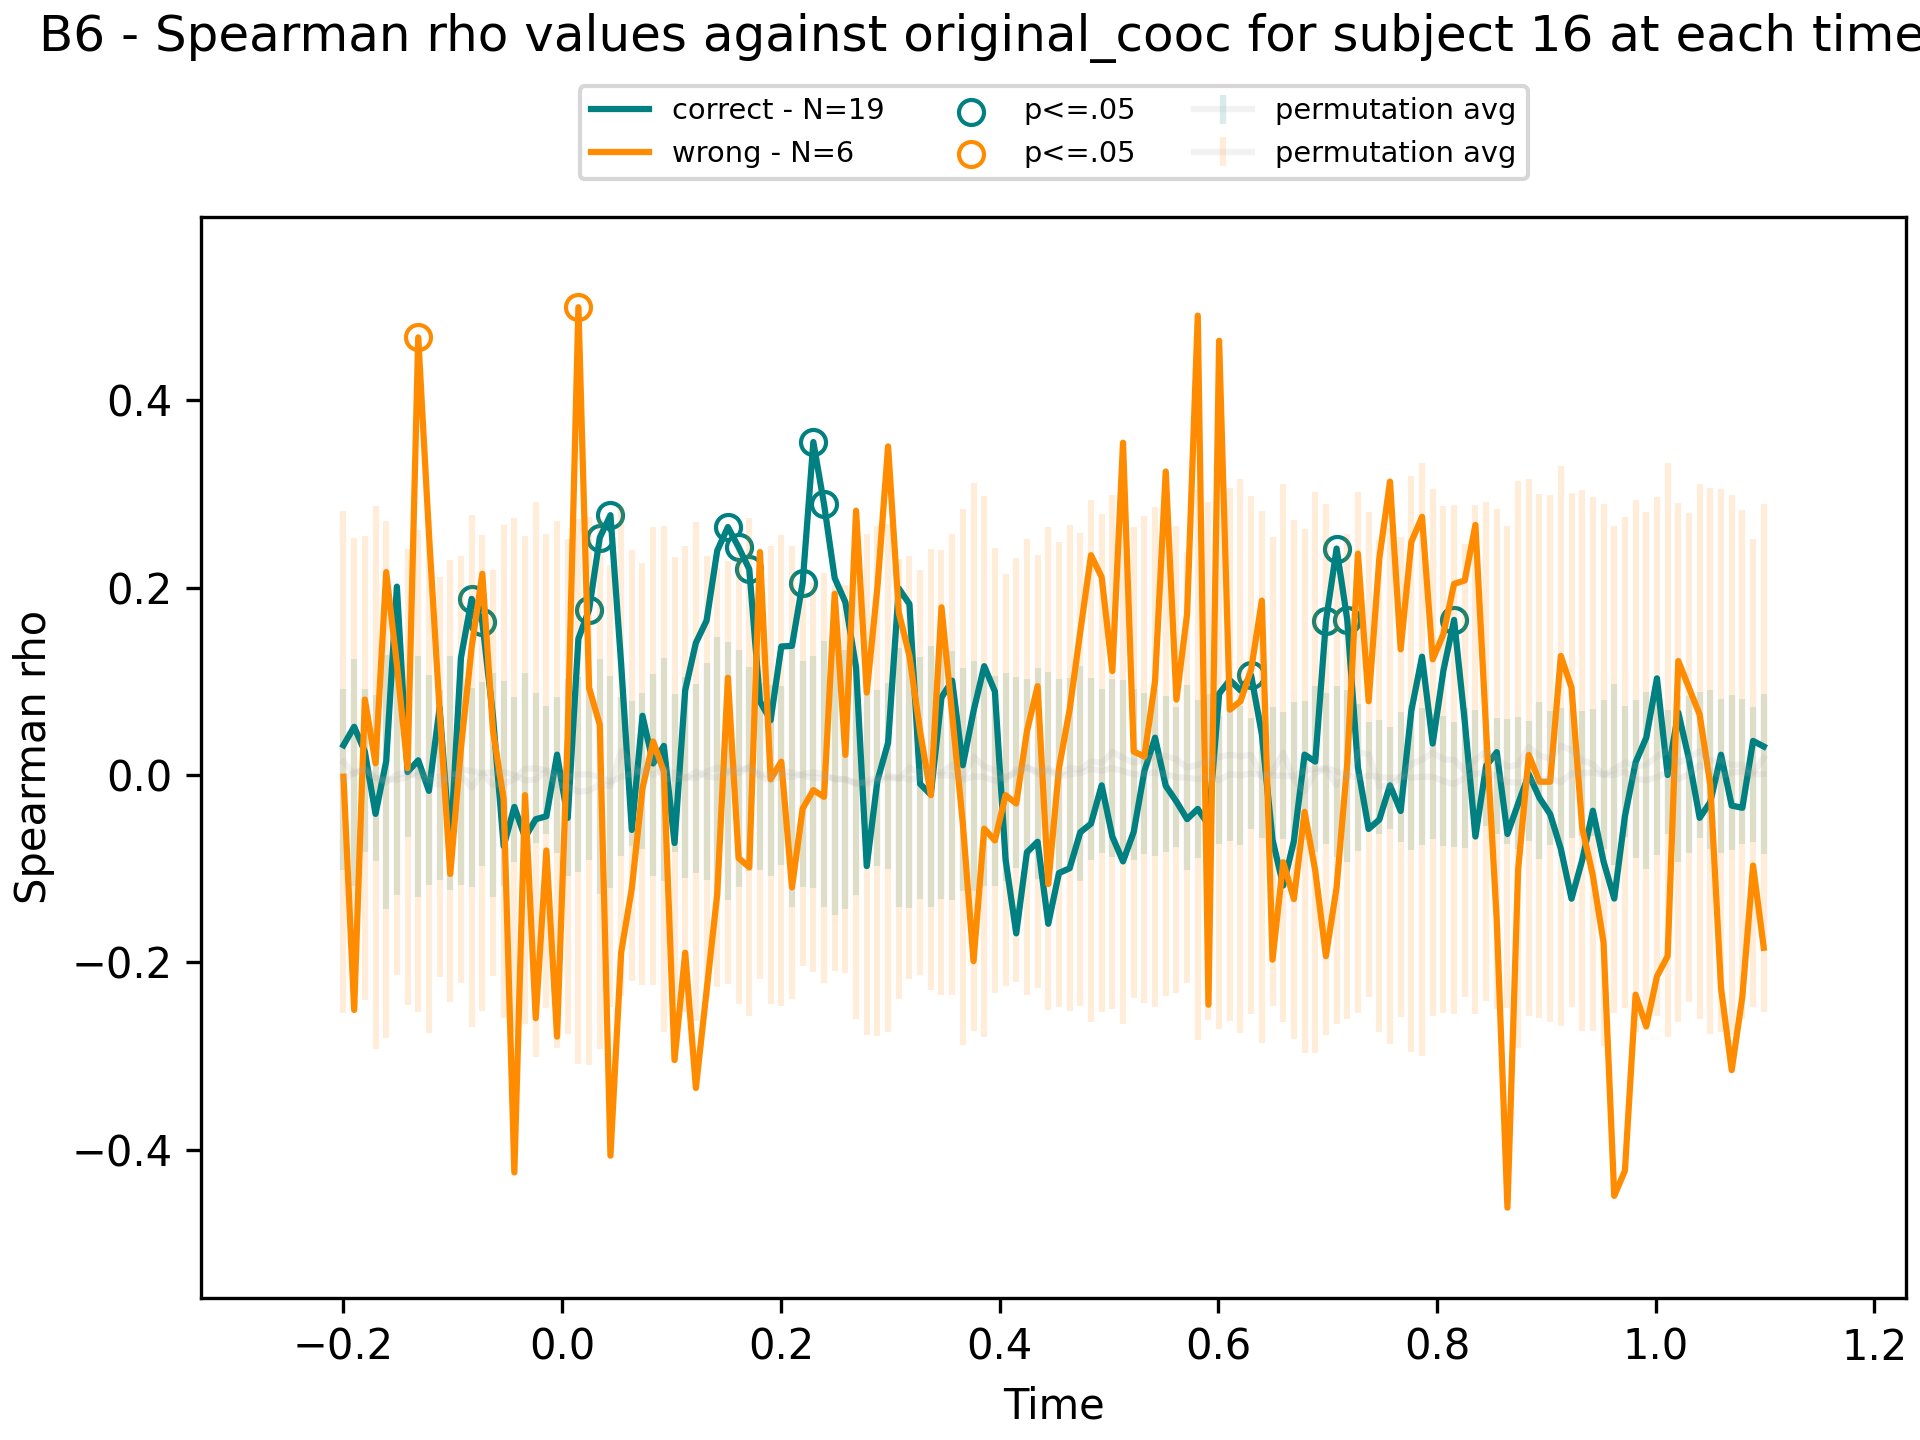 B6 - Spearman rho values against original_cooc for subject 16 at each time
correct - N=19 p<=.05 permutation avg
wrong - N=6 p<=.05 permutation avg
Spearman rho
0.4
0.2
0.0
−0.2
−0.4
−0.2 0.0 0.2 0.4 0.6 0.8 1.0 1.2
Time